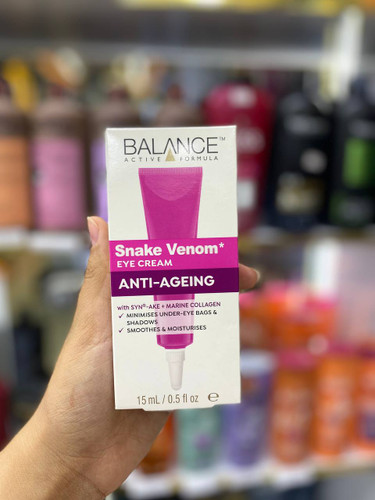 BALANCE™
ACTIVE FORMULA
Snake Venom*
EYE CREAM
ANTI-AGEING
with SYN®-AKE + MARINE COLLAGEN
✓ MINIMISES UNDER-EYE BAGS &
SHADOWS
✓ SMOOTHES & MOISTURISES
15 mL / 0.5 fl oz ℮